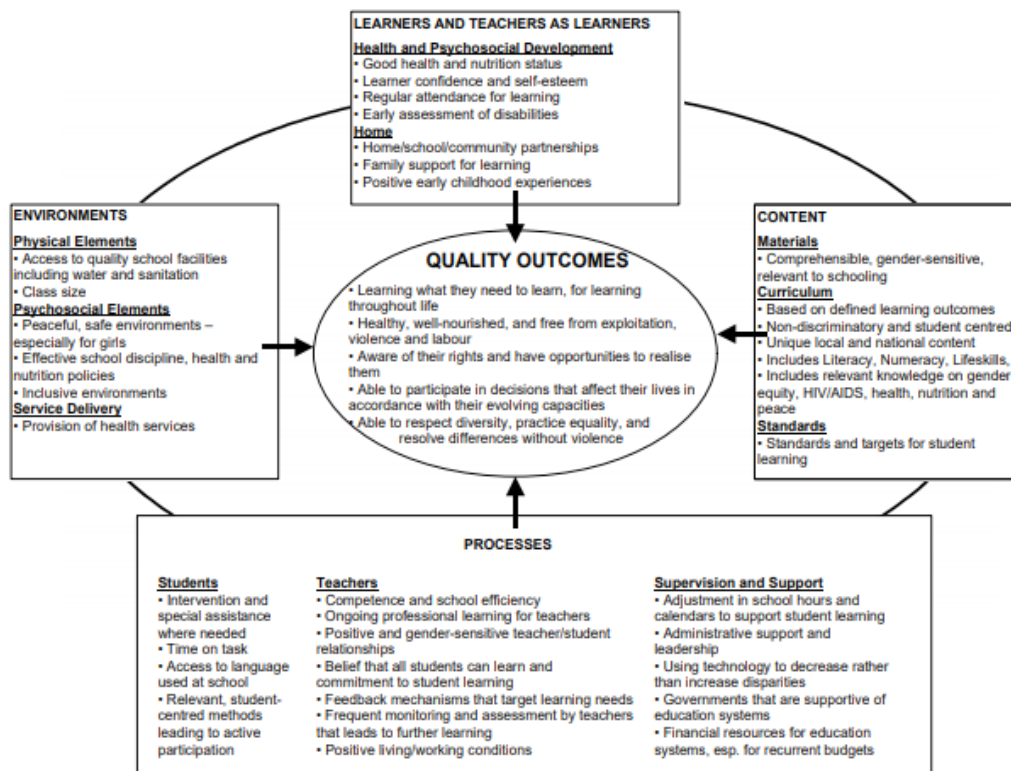 LEARNERS AND TEACHERS AS LEARNERS
Health and Psychosocial Development
• Good health and nutrition status
• Learner confidence and self-esteem
• Regular attendance for learning
• Early assessment of disabilities
Home
• Home/school/community partnerships
• Family support for learning
• Positive early childhood experiences
ENVIRONMENTS
Physical Elements
• Access to quality school facilities
including water and sanitation
• Class size
Psychosocial Elements
• Peaceful, safe environments –
especially for girls
• Effective school discipline, health and
nutrition policies
• Inclusive environments
Service Delivery
• Provision of health services
QUALITY OUTCOMES
• Learning what they need to learn, for learning
throughout life
• Healthy, well-nourished, and free from exploitation,
violence and labour
• Aware of their rights and have opportunities to realise
them
• Able to participate in decisions that affect their lives in
accordance with their evolving capacities
• Able to respect diversity, practice equality, and
resolve differences without violence
CONTENT
Materials
• Comprehensible, gender-sensitive,
relevant to schooling
Curriculum
• Based on defined learning outcomes
• Non-discriminatory and student centred
• Unique local and national content
• Includes Literacy, Numeracy, Lifeskills,
• Includes relevant knowledge on gender
equity, HIV/AIDS, health, nutrition and
peace
Standards
• Standards and targets for student
learning
PROCESSES
Students
• Intervention and
special assistance
where needed
• Time on task
• Access to language
used at school
• Relevant, student-
centred methods
leading to active
participation
Teachers
• Competence and school efficiency
• Ongoing professional learning for teachers
• Positive and gender-sensitive teacher/student
relationships
• Belief that all students can learn and
commitment to student learning
• Feedback mechanisms that target learning needs
• Frequent monitoring and assessment by teachers
that leads to further learning
• Positive living/working conditions
Supervision and Support
• Adjustment in school hours and
calendars to support student learning
• Administrative support and
leadership
• Using technology to decrease rather
than increase disparities
• Governments that are supportive of
education systems
• Financial resources for education
systems, esp. for recurrent budgets